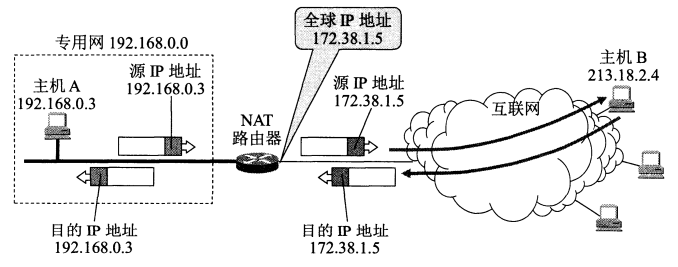 全球 IP 地址
172.38.1.5
专用网 192.168.0.0
主机 A
192.168.0.3
源 IP 地址
192.168.0.3
NAT
路由器
源 IP 地址
172.38.1.5
互联网
主机 B
213.18.2.4
目的 IP 地址
192.168.0.3
目的 IP 地址
172.38.1.5